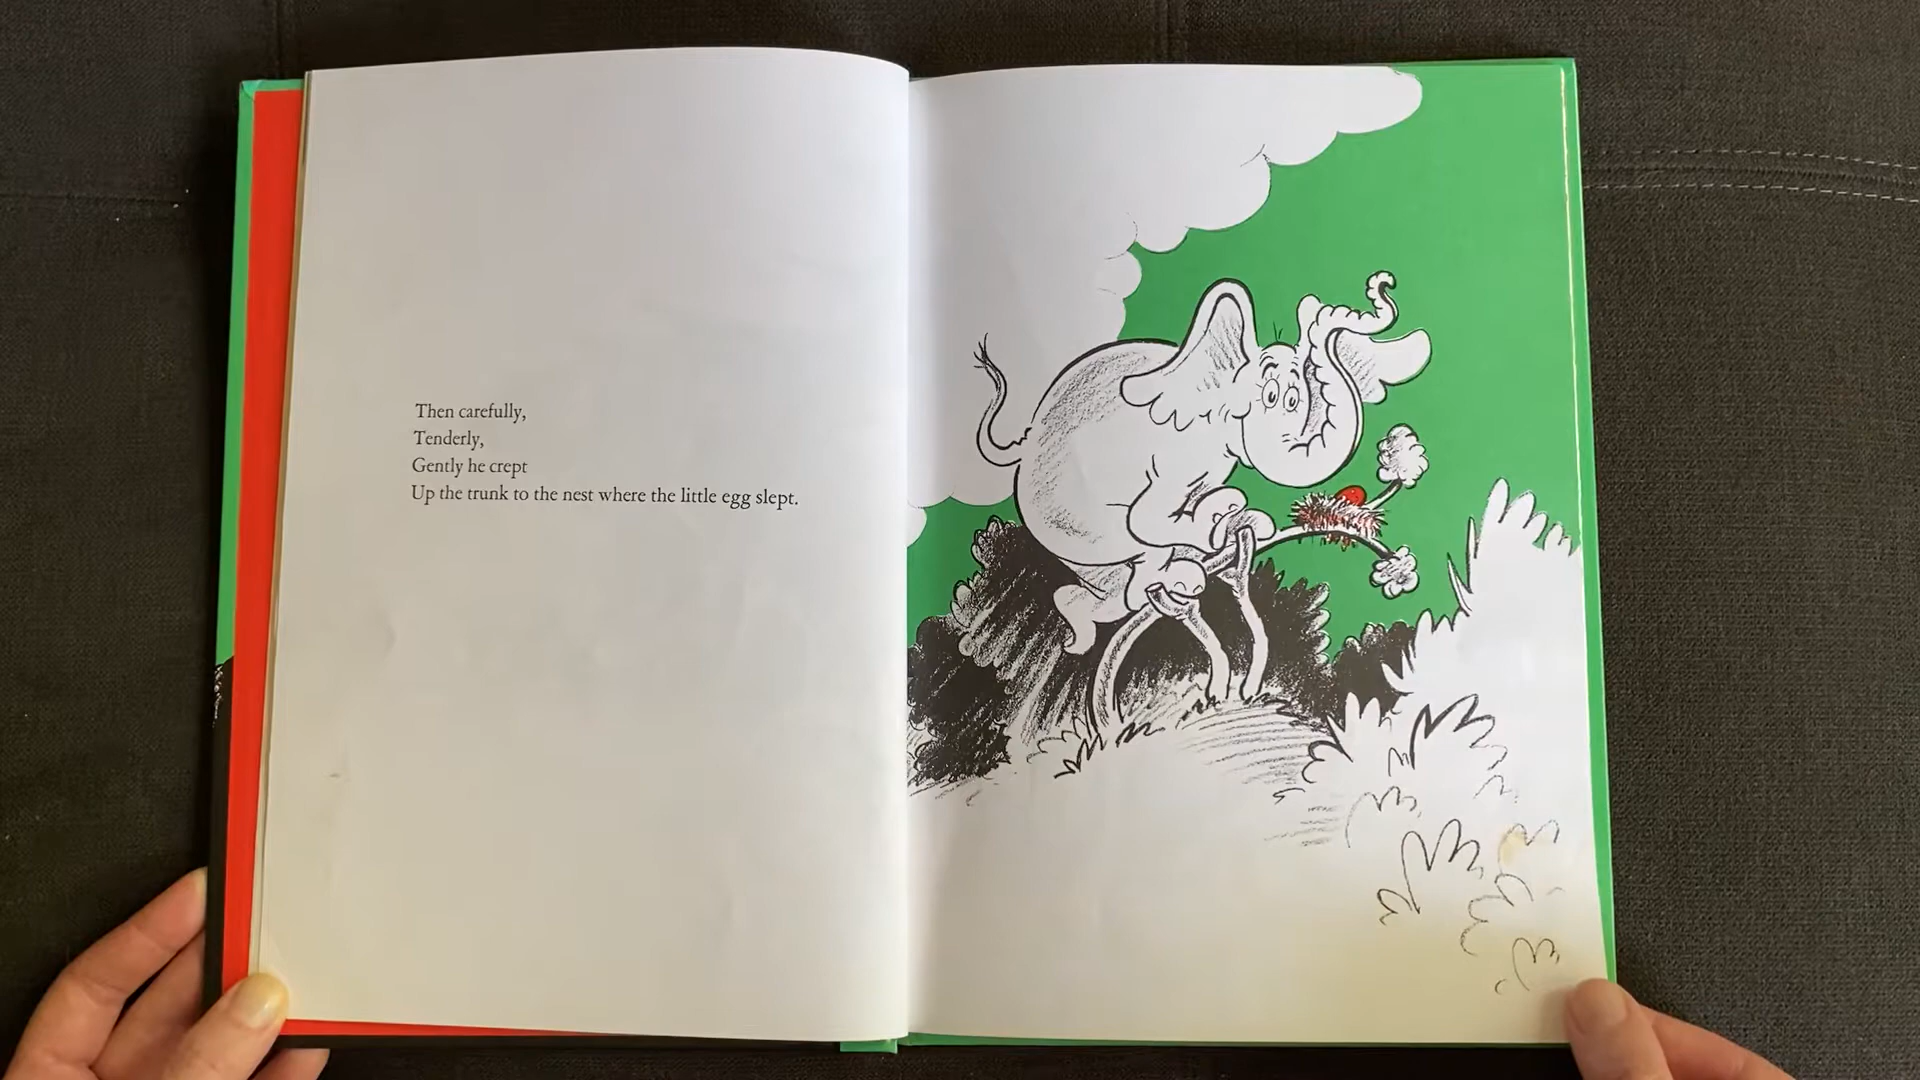 Then carefully,
Tenderly,
Gently he crept
Up the trunk to the nest where the little egg slept.